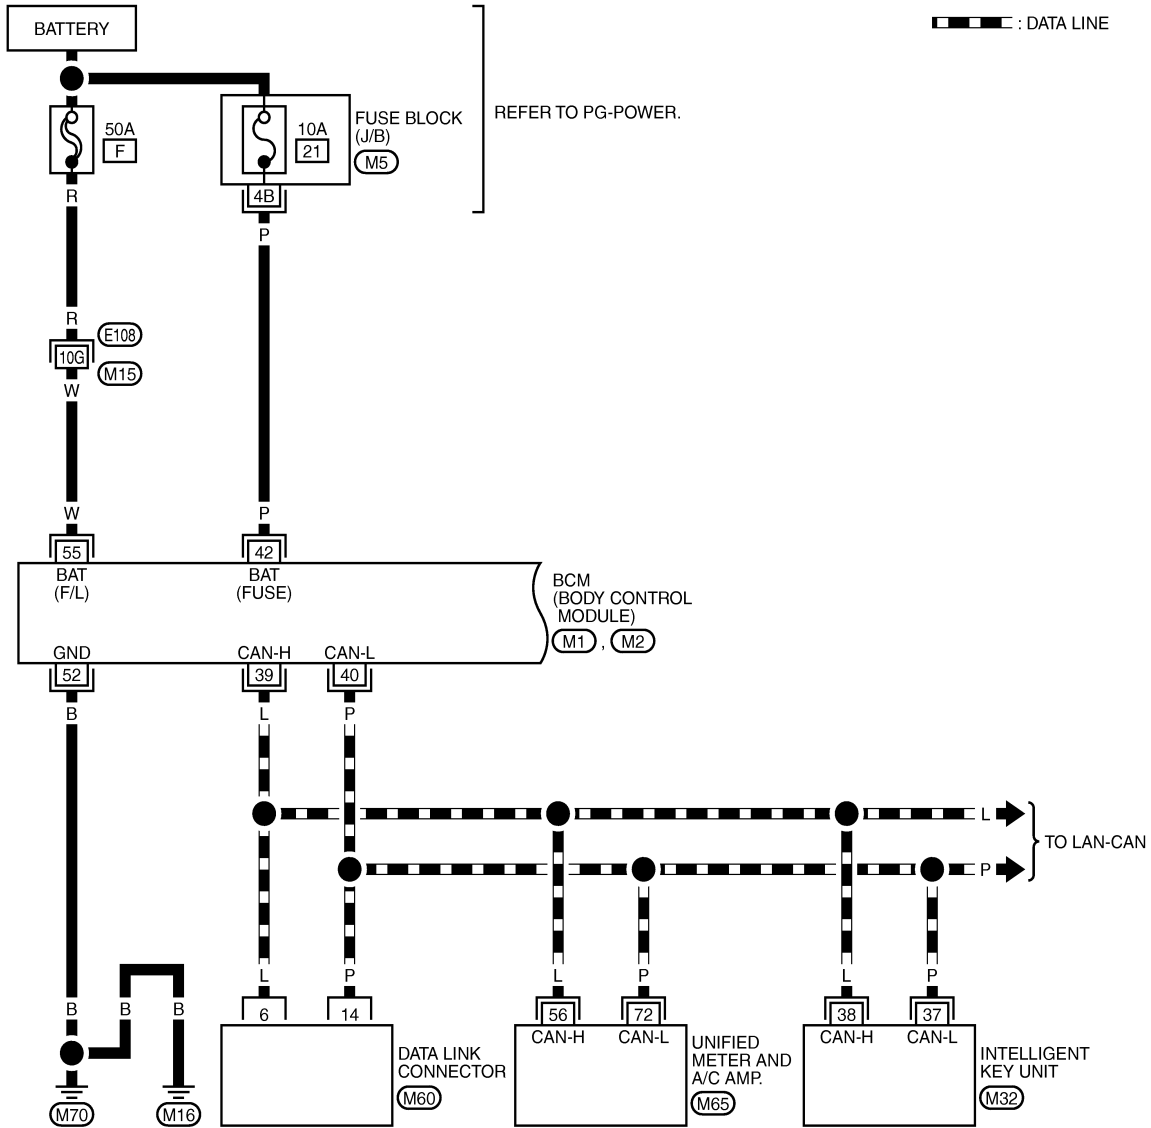 BATTERY
: DATA LINE
50A
F
10A
21
FUSE BLOCK
(J/B)
M5
REFER TO PG-POWER.
R
4B
P
R
E108
10G
M15
W
W
P
55
42
BAT
(F/L)
BAT
(FUSE)
BCM
(BODY CONTROL
MODULE)
M1 , M2
GND
CAN-H
CAN-L
52
39
40
B
L
P
L
TO LAN-CAN
P
L
P
L
P
L
P
B
B
B
6
14
56
72
38
37
CAN-H
CAN-L
CAN-H
CAN-L
DATA LINK
CONNECTOR
M60
UNIFIED
METER AND
A/C AMP.
M65
INTELLIGENT
KEY UNIT
M32
M70
M16